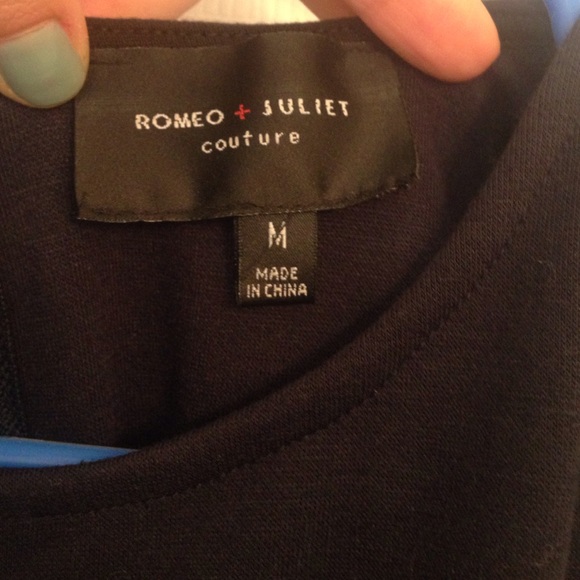 ROMEO + JULIET
couture
M
MADE
IN CHINA